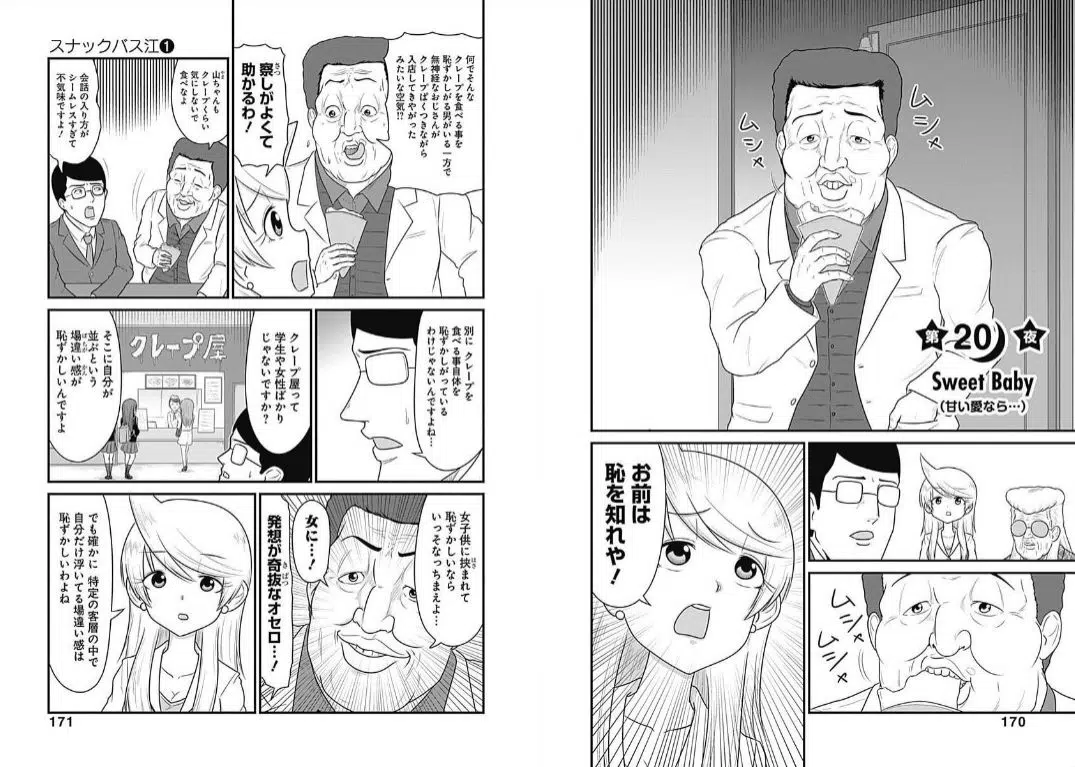 ムシャ
ムシャ
第20夜
Sweet Baby
(甘い愛なら…)
ムシャ
ムシャ
お前は
恥を知れや!
170
スナックバス江❶
何でそんな
クレープを食べる事を
恥ずかしがる男がいる一方で
無神経なおじさんが
クレープぱくつきながら
入店してきやがった
みたいな空気!?
察しがよくて
助かるわ!
さつ
山ちゃんも
クレープくらい
気にしないで
食べなよ
会話の入り方が
シームレスすぎて
不気味ですよ!
別に クレープを
食べる事自体を
恥ずかしがっている
わけじゃないんですよね…
クレープ屋って
学生や女性ばかり
じゃないですか?
クレープ屋
そこに自分が
並ぶという
場違い感が
恥ずかしいんですよ
女子供に挟まれて
恥ずかしいなら
いっそなっちまえよ…
女に…!
発想が奇抜なオセロ…!
きばつ
でも確かに 特定の客層の中で
自分だけ浮いてる場違い感は
恥ずかしいわよね
171